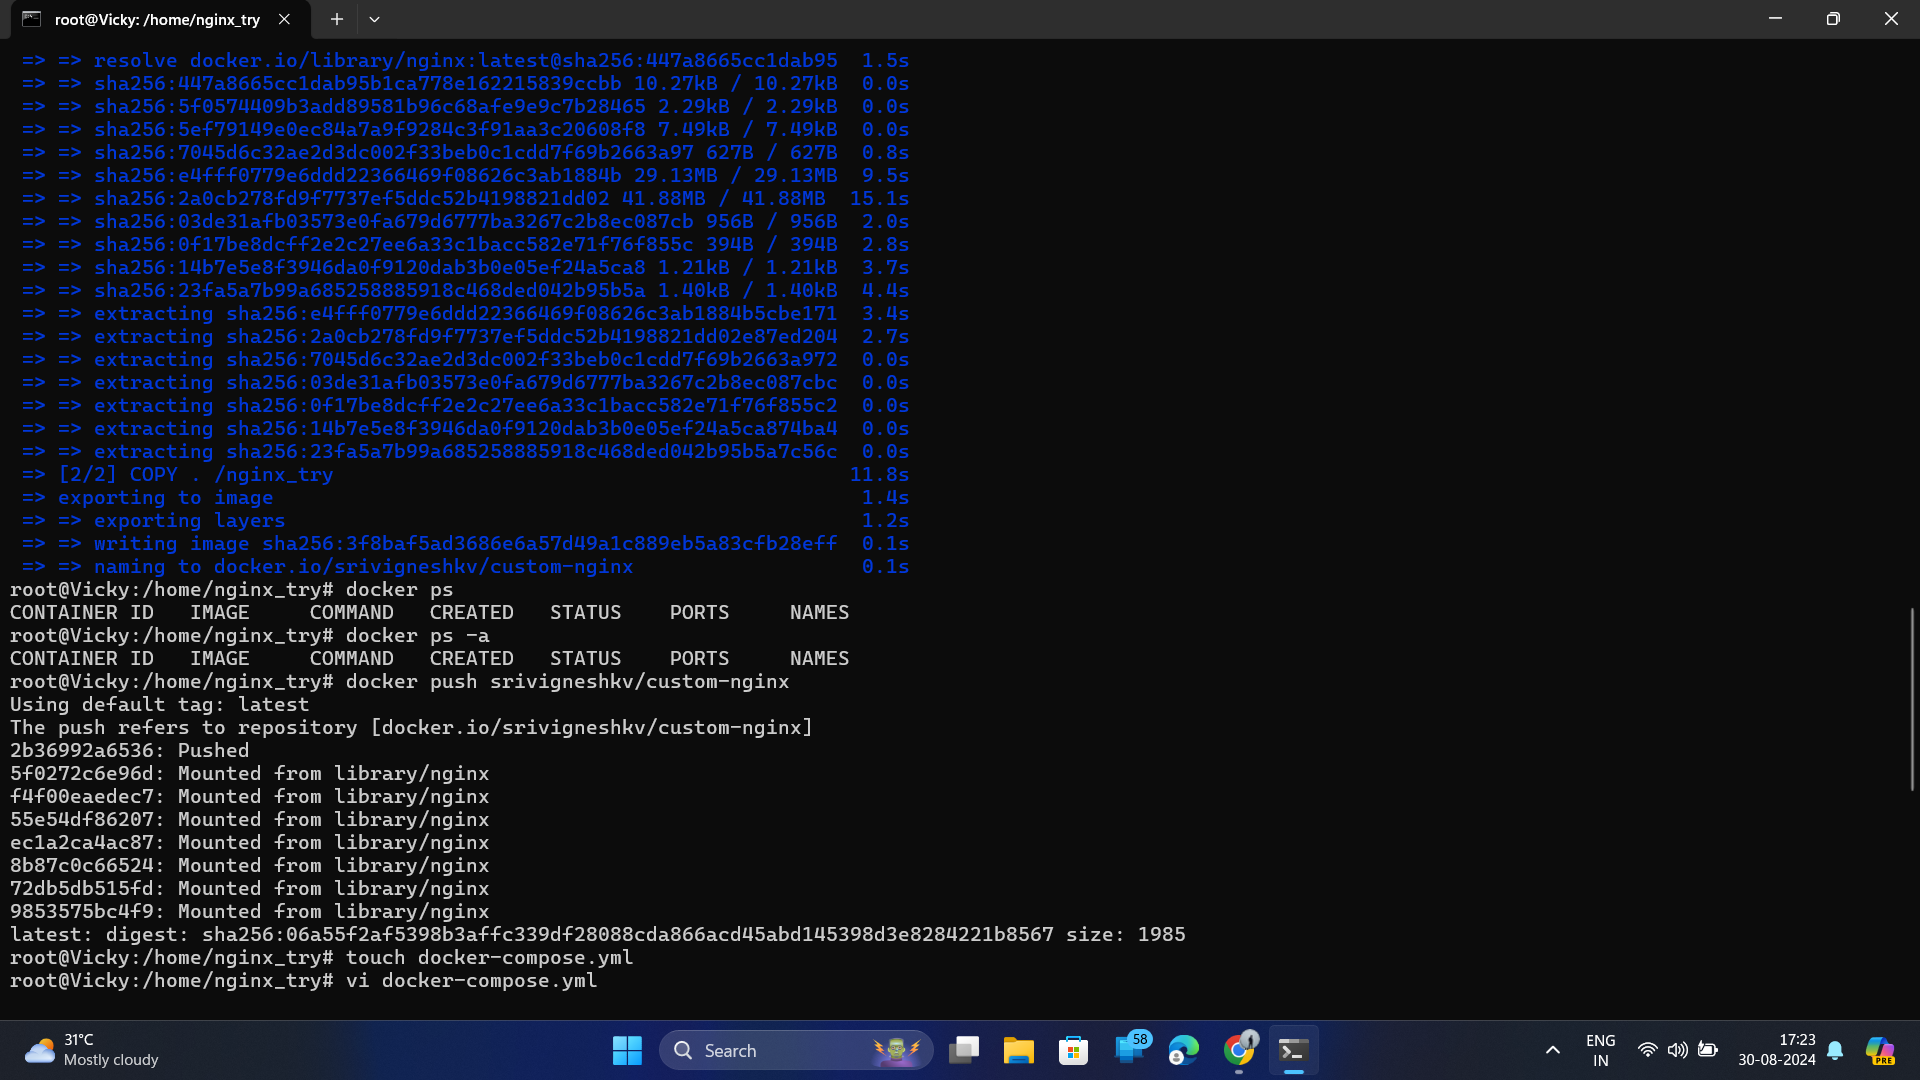 root@Vicky: /home/nginx_try
=> => resolve docker.io/library/nginx:latest@sha256:447a8665cc1dab95 1.5s
=> => sha256:447a8665cc1dab95b1ca778e162215839ccbb 10.27kB / 10.27kB 0.0s
=> => sha256:5f0574409b3add89581b96c68afe9e9c7b28465 2.29kB / 2.29kB 0.0s
=> => sha256:5ef79149e0ec84a7a9f9284c3f91aa3c20608f8 7.49kB / 7.49kB 0.0s
=> => sha256:7045d6c32ae2d3dc002f33beb0c1cdd7f69b2663a97 627B / 627B 0.8s
=> => sha256:e4fff0779e6ddd22366469f08626c3ab1884b 29.13MB / 29.13MB 9.5s
=> => sha256:2a0cb278fd9f7737ef5ddc52b4198821dd02 41.88MB / 41.88MB 15.1s
=> => sha256:03de31afb03573e0fa679d6777ba3267c2b8ec087cb 956B / 956B 2.0s
=> => sha256:0f17be8dcff2e2c27ee6a33c1bacc582e71f76f855c 394B / 394B 2.8s
=> => sha256:14b7e5e8f3946da0f9120dab3b0e05ef24a5ca8 1.21kB / 1.21kB 3.7s
=> => sha256:23fa5a7b99a685258885918c468ded042b95b5a 1.40kB / 1.40kB 4.4s
=> => extracting sha256:e4fff0779e6ddd22366469f08626c3ab1884b5cbe171 3.4s
=> => extracting sha256:2a0cb278fd9f7737ef5ddc52b4198821dd02e87ed204 2.7s
=> => extracting sha256:7045d6c32ae2d3dc002f33beb0c1cdd7f69b2663a972 0.0s
=> => extracting sha256:03de31afb03573e0fa679d6777ba3267c2b8ec087cbc 0.0s
=> => extracting sha256:0f17be8dcff2e2c27ee6a33c1bacc582e71f76f855c2 0.0s
=> => extracting sha256:14b7e5e8f3946da0f9120dab3b0e05ef24a5ca874ba4 0.0s
=> => extracting sha256:23fa5a7b99a685258885918c468ded042b95b5a7c56c 0.0s
=> [2/2] COPY . /nginx_try 11.8s
=> exporting to image 1.4s
=> => exporting layers 1.2s
=> => writing image sha256:3f8baf5ad3686e6a57d49a1c889eb5a83cfb28eff 0.1s
=> => naming to docker.io/srivigneshkv/custom-nginx 0.1s
root@Vicky:/home/nginx_try# docker ps
CONTAINER ID IMAGE COMMAND CREATED STATUS PORTS NAMES
root@Vicky:/home/nginx_try# docker ps -a
CONTAINER ID IMAGE COMMAND CREATED STATUS PORTS NAMES
root@Vicky:/home/nginx_try# docker push srivigneshkv/custom-nginx
Using default tag: latest
The push refers to repository [docker.io/srivigneshkv/custom-nginx]
2b36992a6536: Pushed
5f0272c6e96d: Mounted from library/nginx
f4f00eaedec7: Mounted from library/nginx
55e54df86207: Mounted from library/nginx
ec1a2ca4ac87: Mounted from library/nginx
8b87c0c66524: Mounted from library/nginx
72db5db515fd: Mounted from library/nginx
9853575bc4f9: Mounted from library/nginx
latest: digest: sha256:06a55f2af5398b3affc339df28088cda866acd45abd145398d3e8284221b8567 size: 1985
root@Vicky:/home/nginx_try# touch docker-compose.yml
root@Vicky:/home/nginx_try# vi docker-compose.yml
31°C
Mostly cloudy
Search
58
ENG
IN
17:23
30-08-2024
PRE